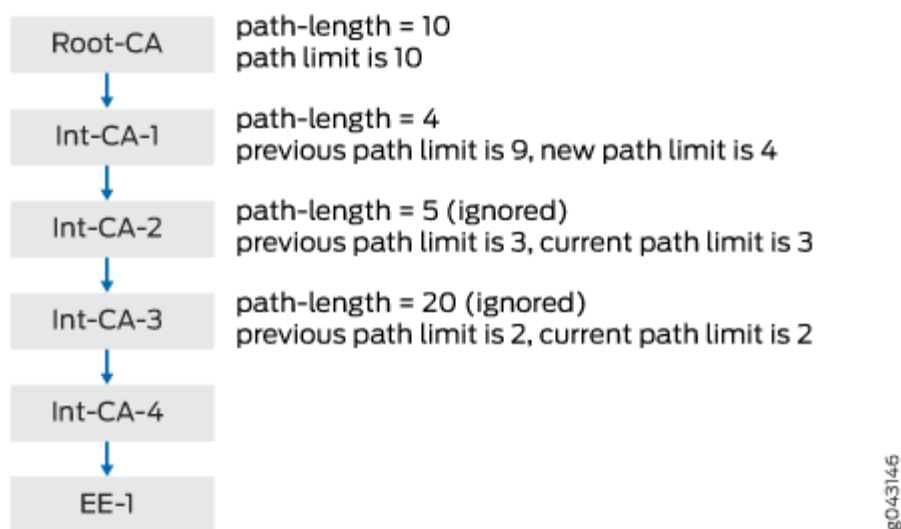 Root-CA
path-length = 10
path limit is 10
Int-CA-1
path-length = 4
previous path limit is 9, new path limit is 4
Int-CA-2
path-length = 5 (ignored)
previous path limit is 3, current path limit is 3
Int-CA-3
path-length = 20 (ignored)
previous path limit is 2, current path limit is 2
Int-CA-4
EE-1
g043146